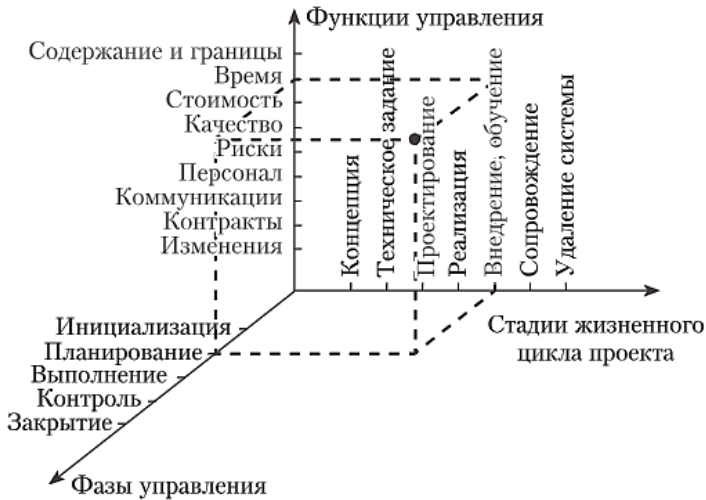 Функции управления
Содержание и границы
Время
Стоимость
Качество
Риски
Персонал
Коммуникации
Контракты
Изменения
Концепция
Техническое задание
Проектирование
Реализация
Внедрение, обучение
Сопровождение
Удаление системы
Стадии жизненного
цикла проекта
Инициализация
Планирование
Выполнение
Контроль
Закрытие
Фазы управления